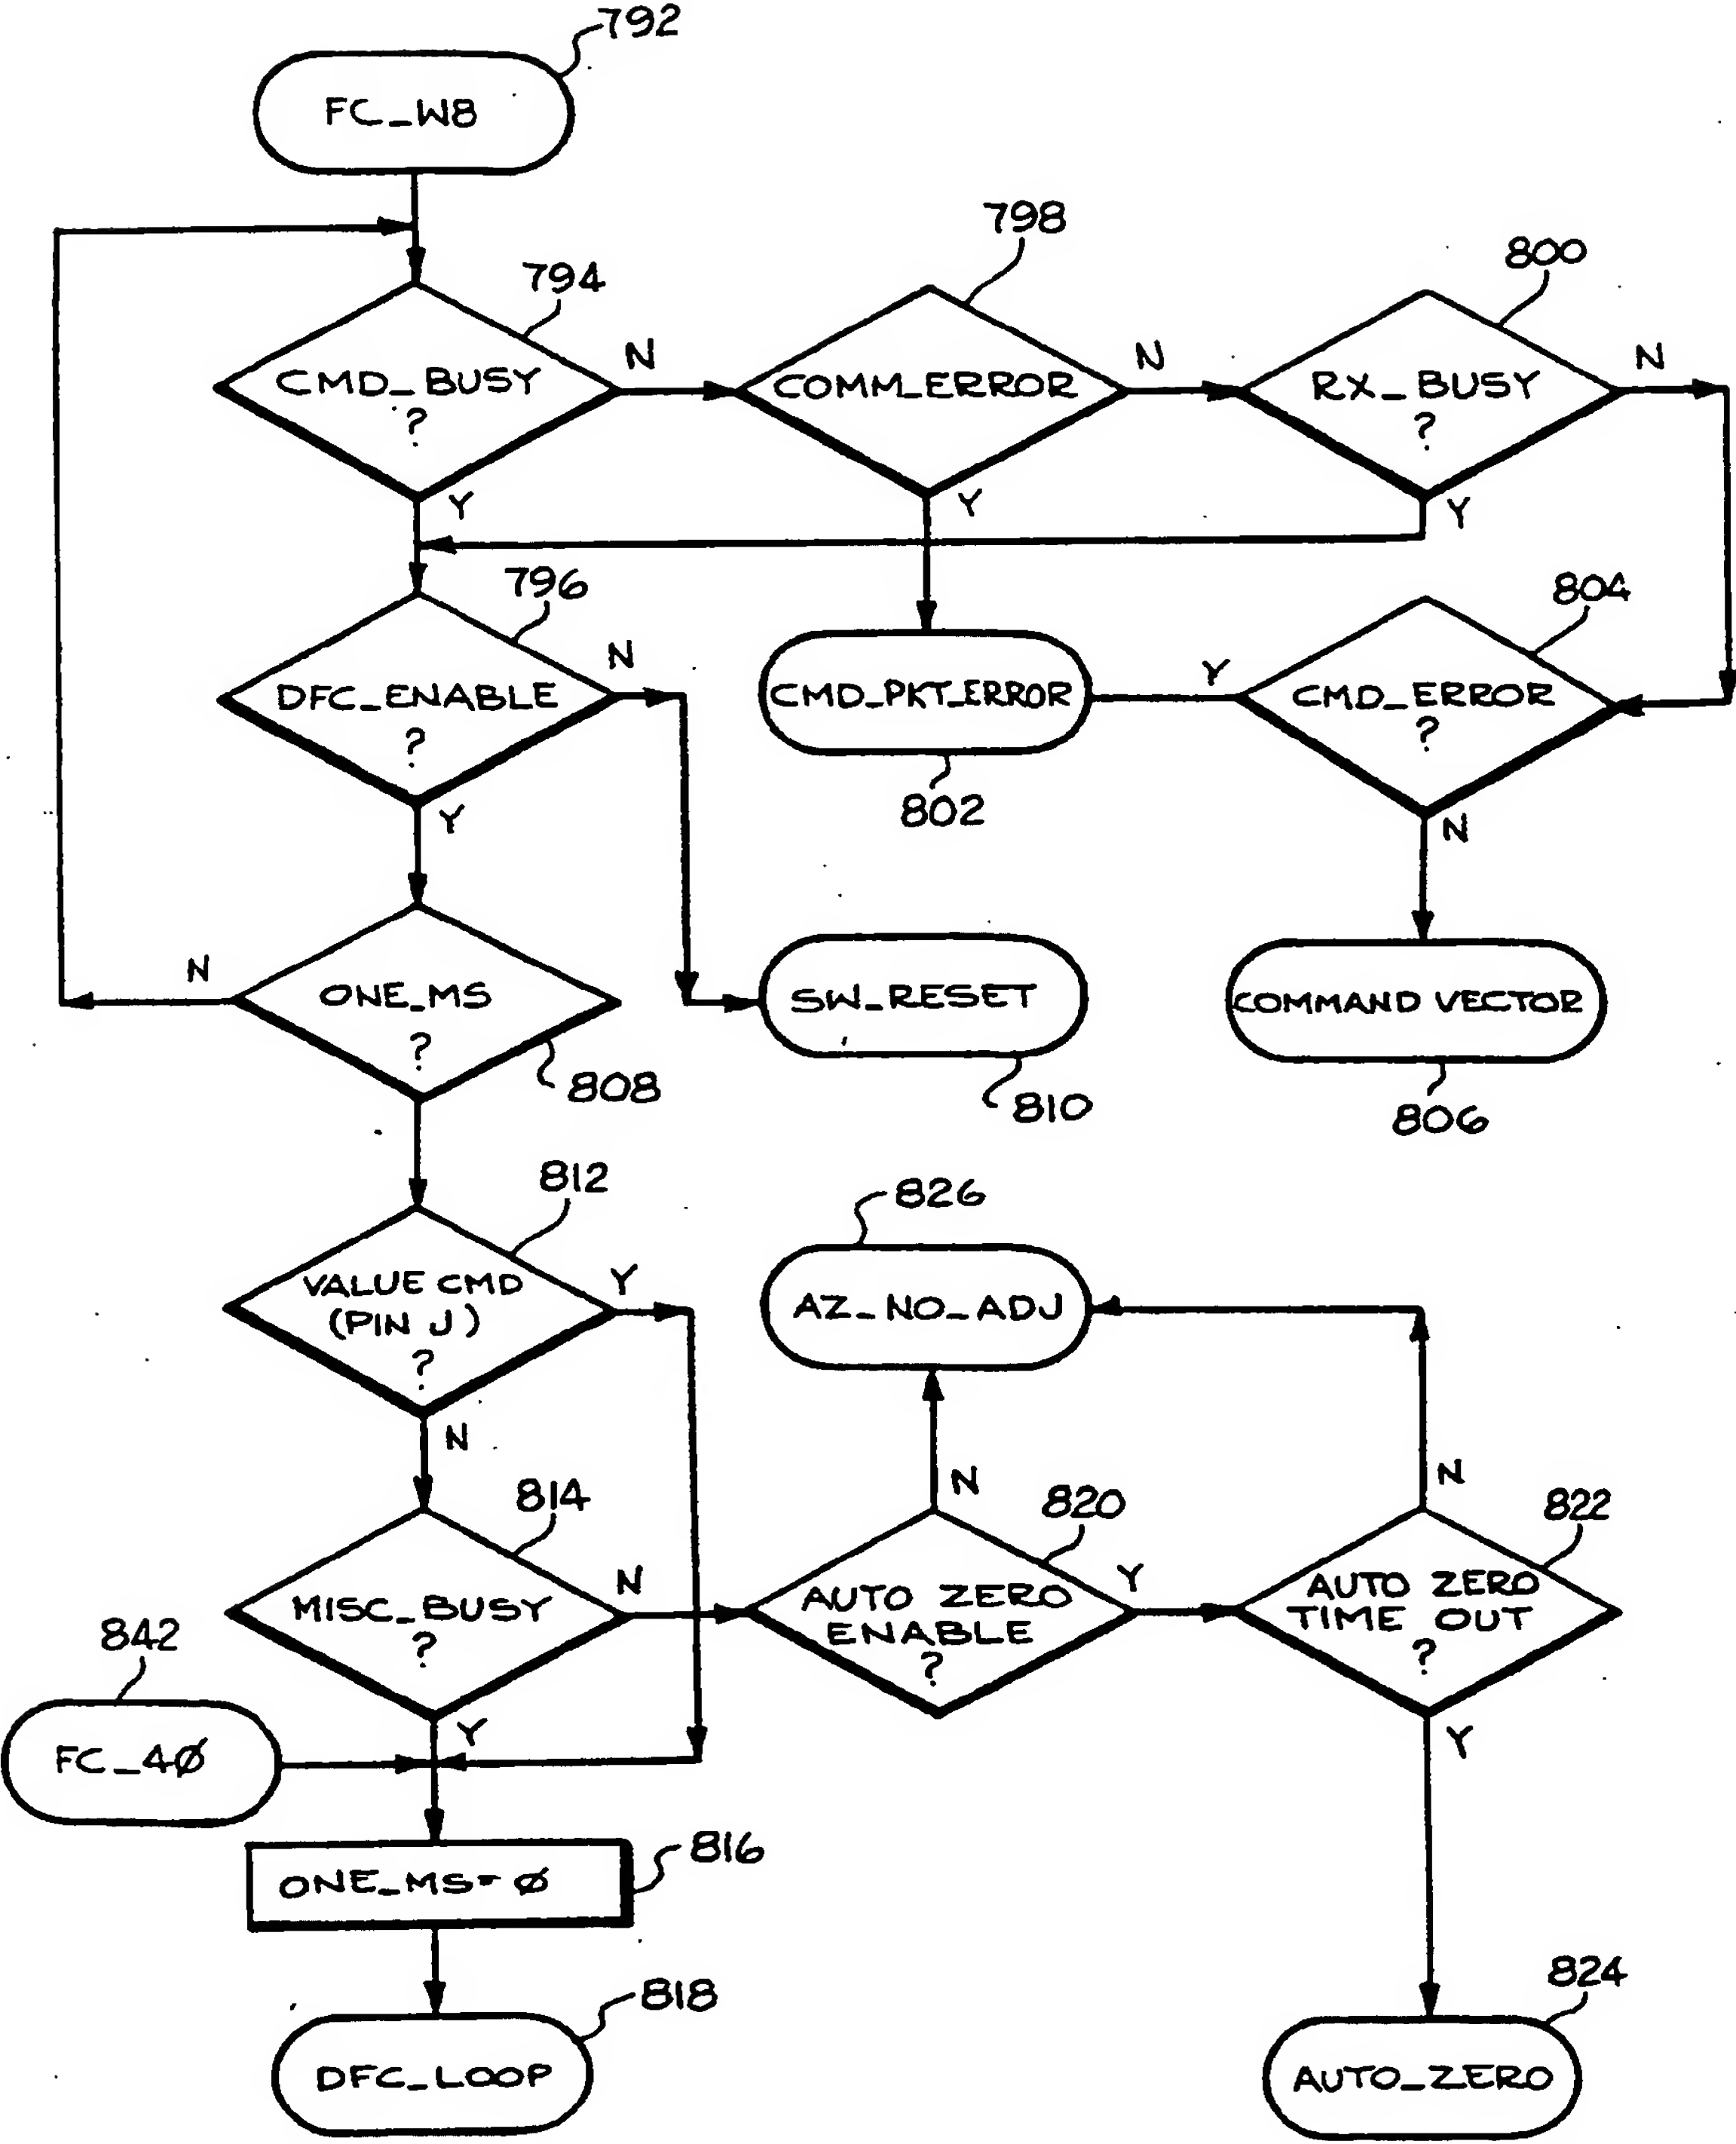 792
FC_W8
798
800
794
CMD_BUSY
?
N
COMM_ERROR
N
RX_BUSY
?
N
Y
Y
Y
796
804
DFC_ENABLE
?
N
CMD_PKT_ERROR
Y
CMD_ERROR
?
802
Y
N
N
ONE_MS
?
SW_RESET
COMMAND VECTOR
808
810
806
812
826
VALUE CMD
(PIN J)
?
Y
AZ_NO_ADJ
N
N
N
814
820
822
MISC_BUSY
?
N
AUTO ZERO
ENABLE
?
Y
AUTO ZERO
TIME OUT
?
842
Y
Y
FC_4Ø
816
ONE_MS=Ø
818
824
DFC_LOOP
AUTO_ZERO